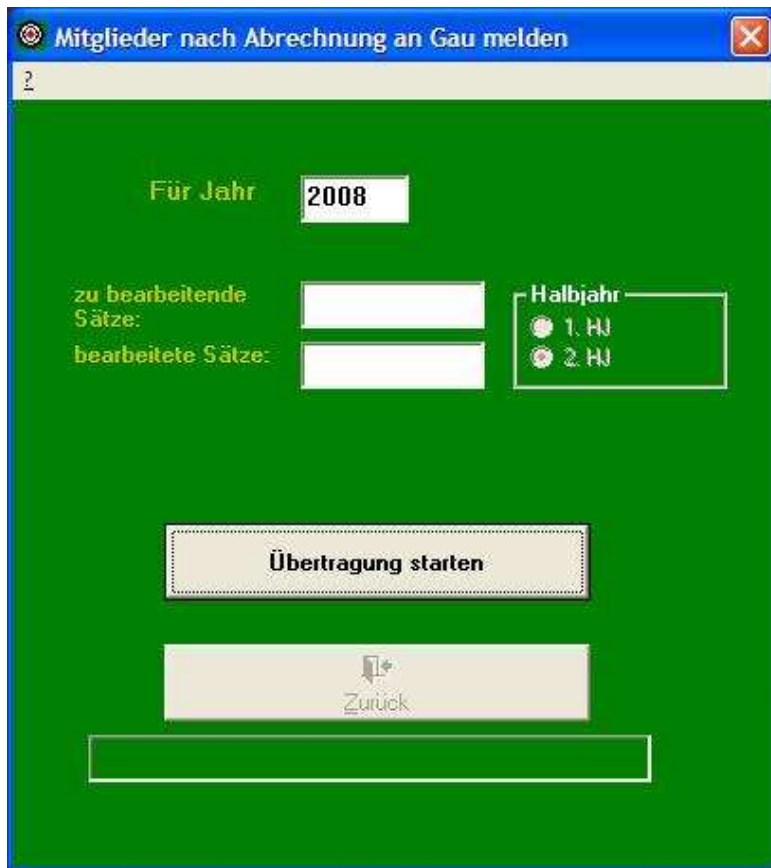 Mitglieder nach Abrechnung an Gau melden
?
Für Jahr
2008
zu bearbeitende
Sätze:
bearbeitete Sätze:
Halbjahr
1. HJ
2. HJ
Übertragung starten
Zurück